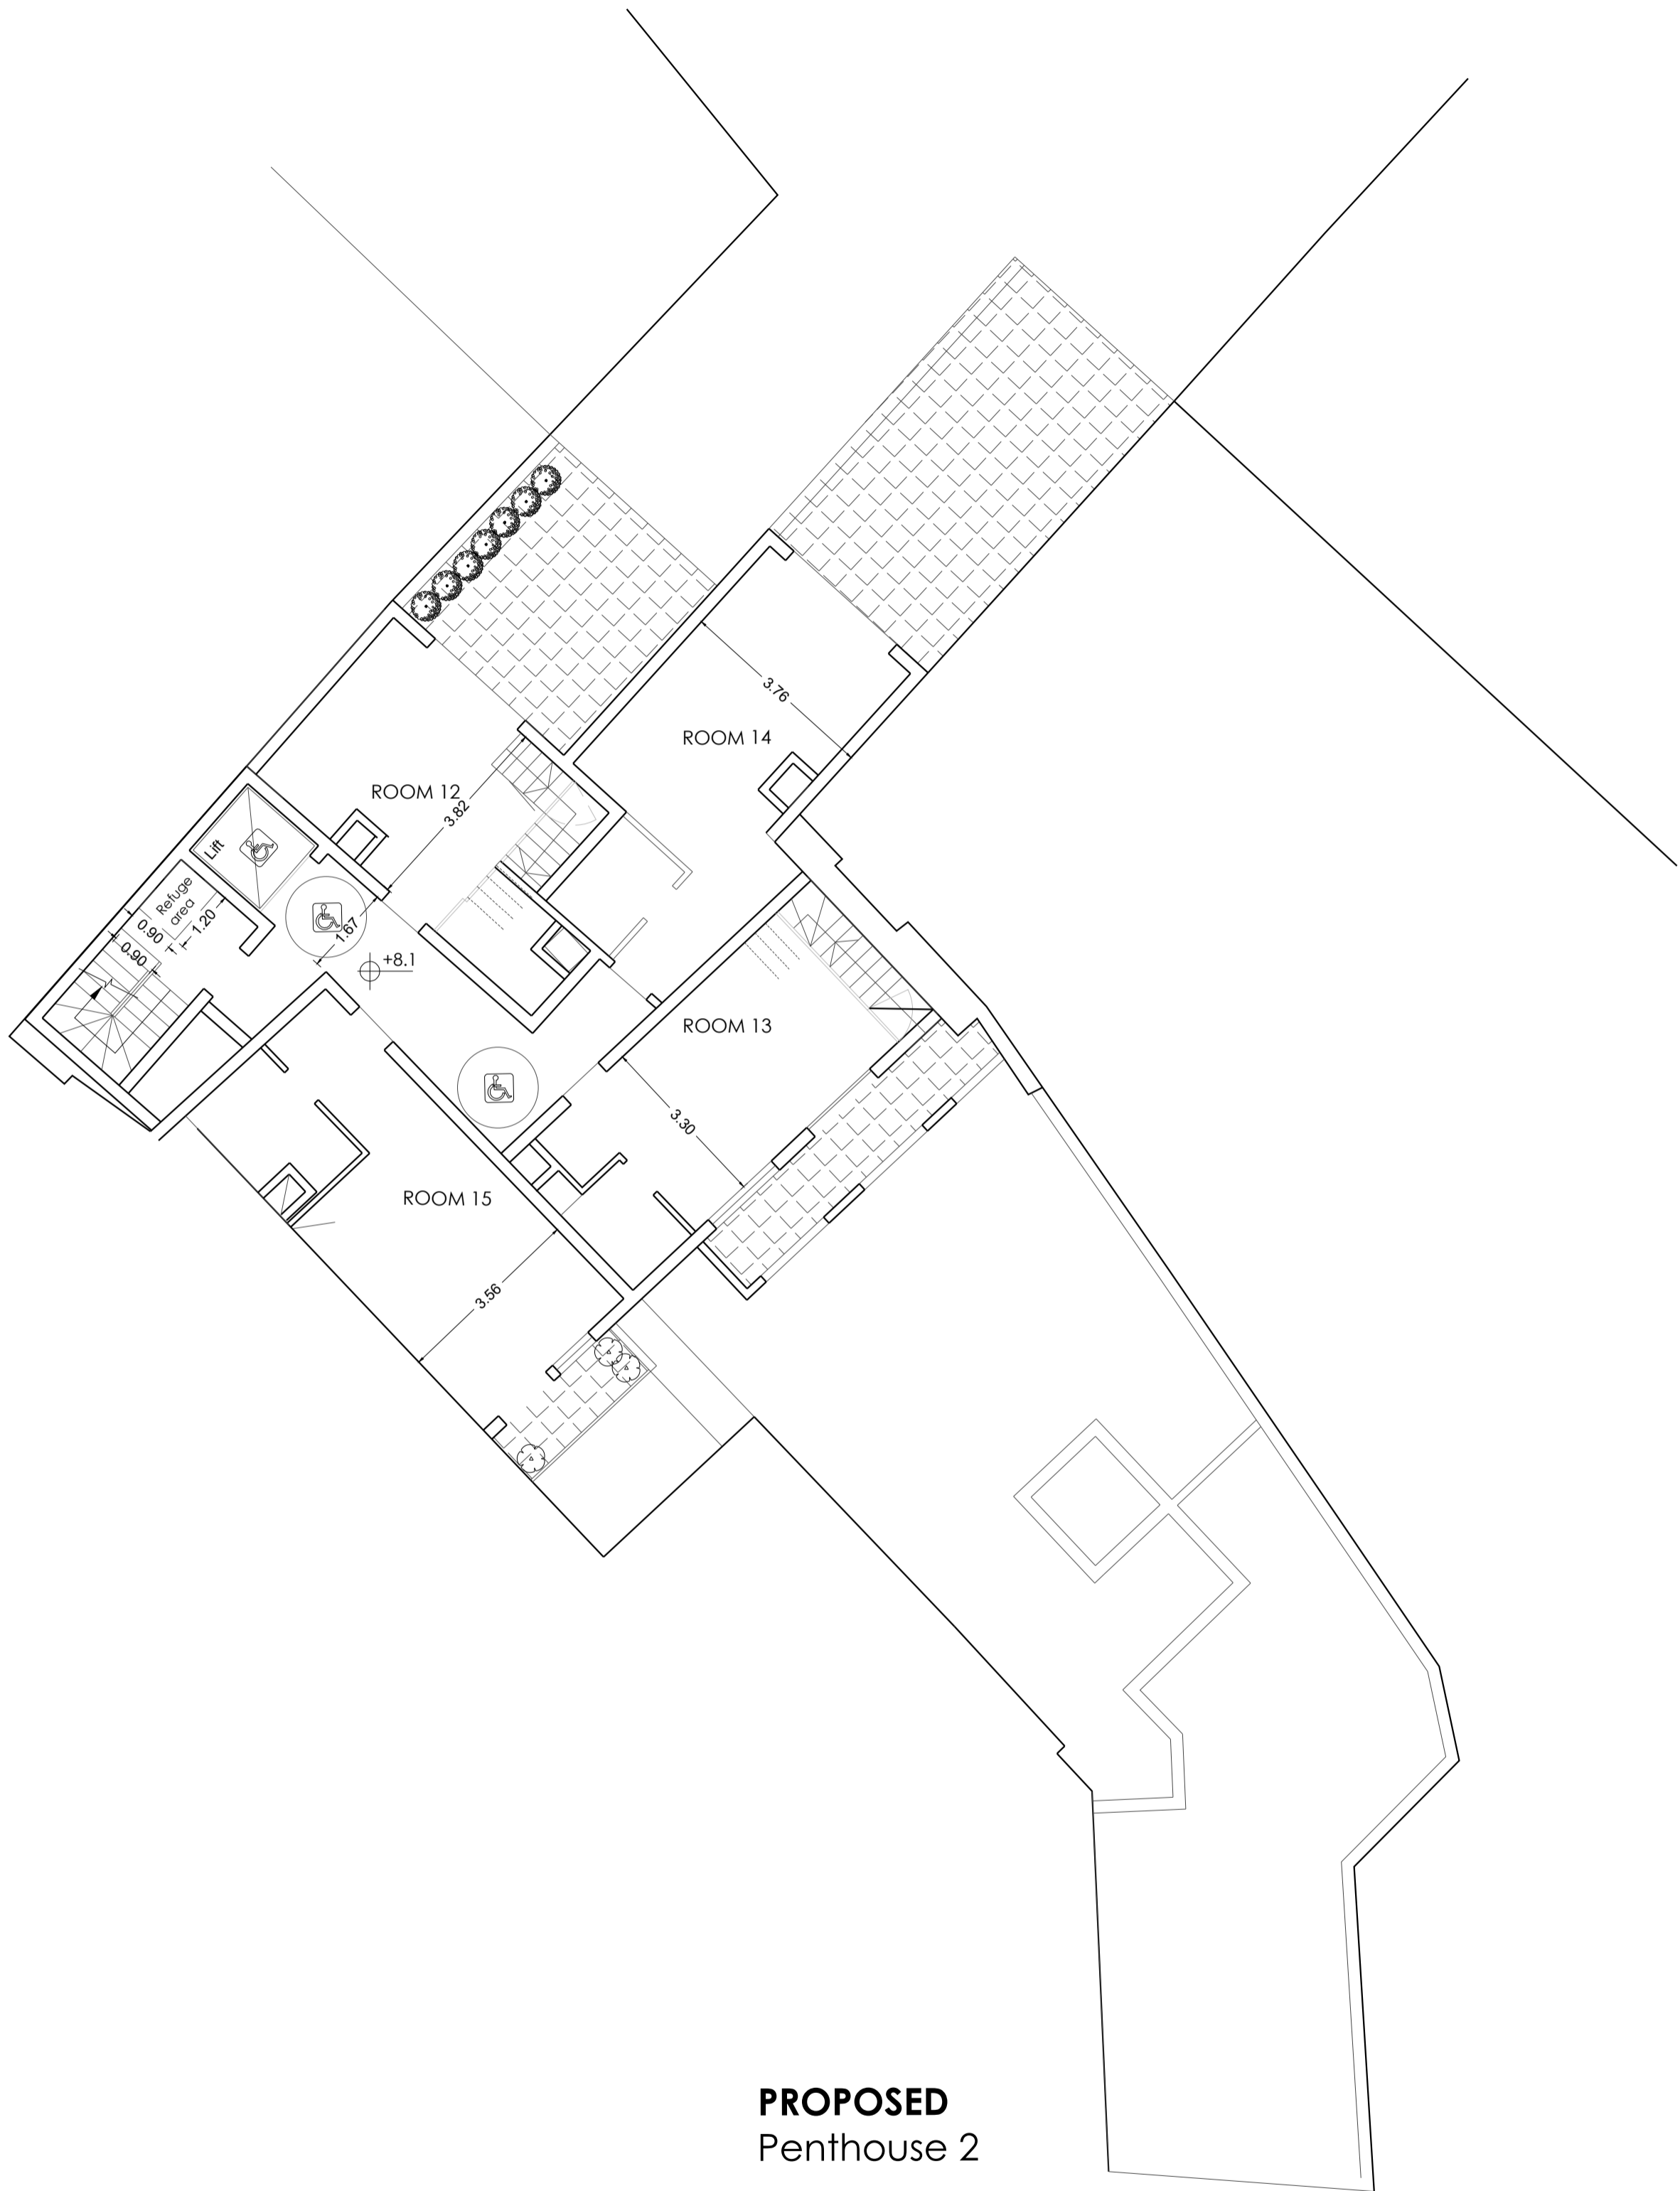 3.76
ROOM 14
ROOM 12
3.82
Lift
Refuge
area
0.90
1.20
1.67
0.90
+8.1
ROOM 13
3.30
ROOM 15
3.56
PROPOSED
Penthouse 2